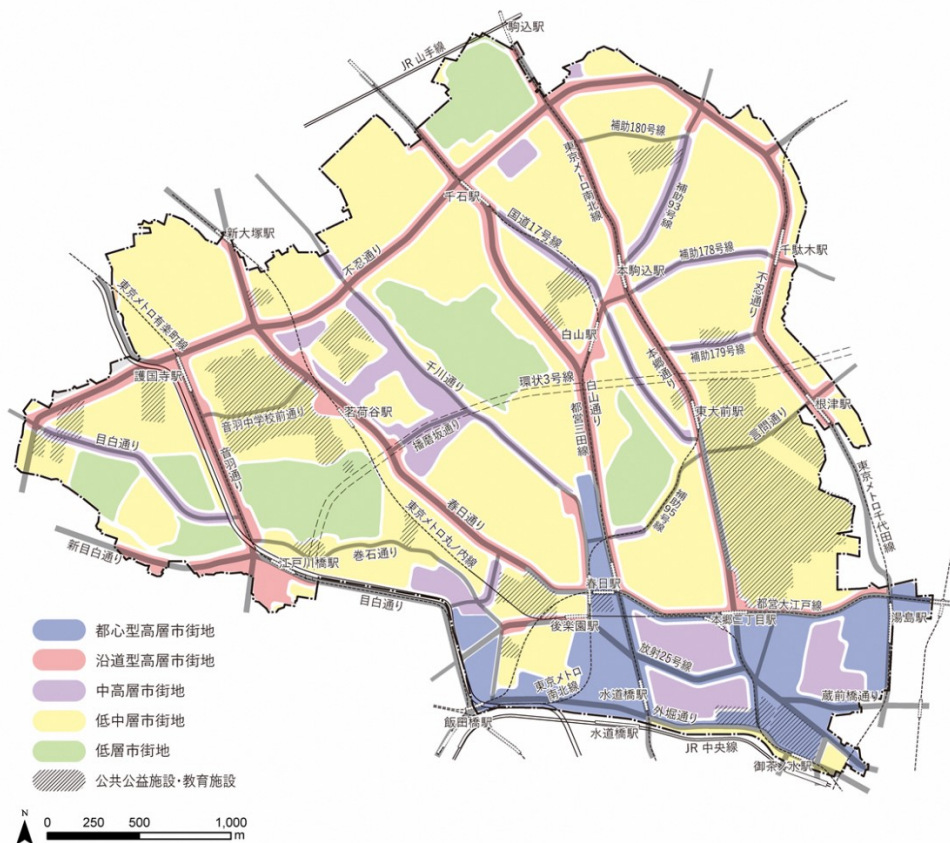 駒込駅
JR 山手線
補助180号線
東京メトロ南北線
補助93号線
千石駅
国道17号線
新大塚駅
不忍通り
本駒込駅
補助178号線
千駄木駅
不忍通り
東京メトロ有楽町線
白山駅
千川通り
環状3号線
白山通り
本郷通り
補助179号線
護国寺駅
音羽中学校前通り
茗荷谷駅
播磨坂通り
都営三田線
東大前駅
言問通り
根津駅
目白通り
音羽通り
春日通り
補助95号線
東京メトロ千代田線
東京メトロ丸ノ内線
新目白通り
江戸川橋駅
巻石通り
目白通り
春日駅
都営大江戸線
本郷三丁目駅
湯島駅
後楽園駅
放射25号線
東京メトロ
南北線
水道橋駅
外堀通り
蔵前橋通り
飯田橋駅
水道橋駅
JR 中央線
御茶ノ水駅
都心型高層市街地
沿道型高層市街地
中高層市街地
低中層市街地
低層市街地
公共公益施設・教育施設
N
0 250 500 1,000
m